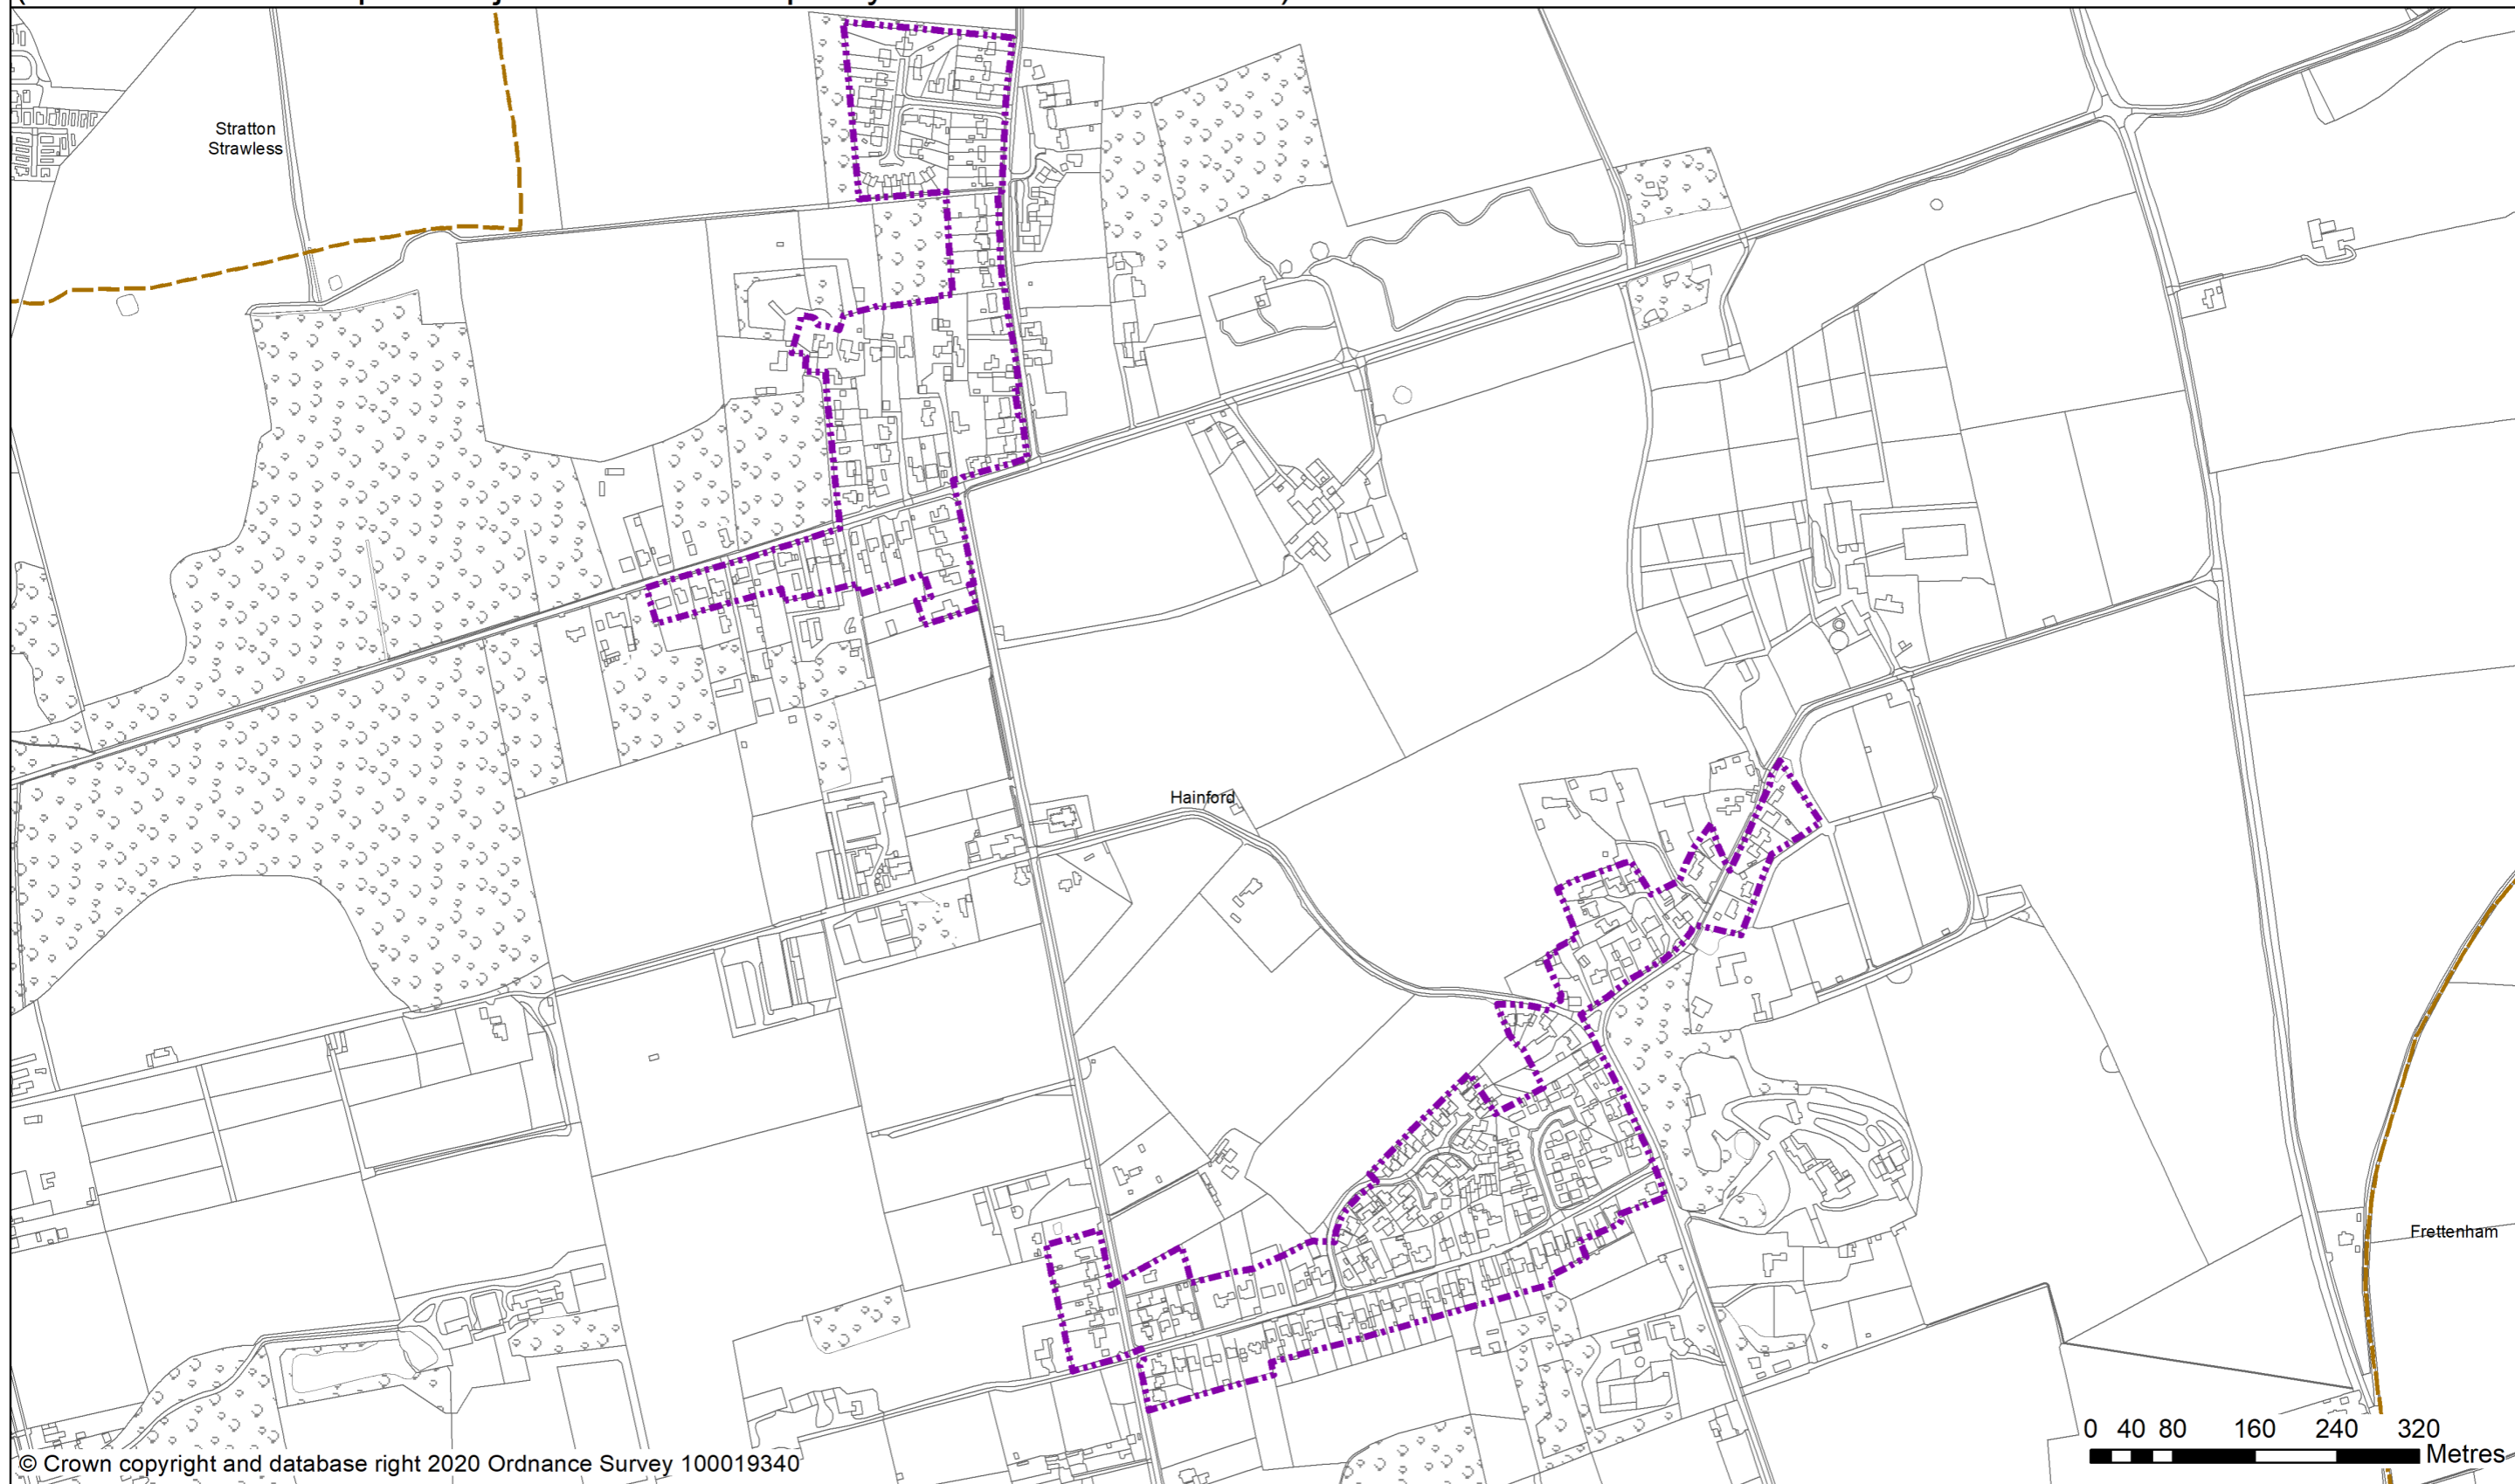 Stratton
Strawless
Hainford
Frettenham
0 40 80 160 240 320
Metres
© Crown copyright and database right 2020 Ordnance Survey 100019340